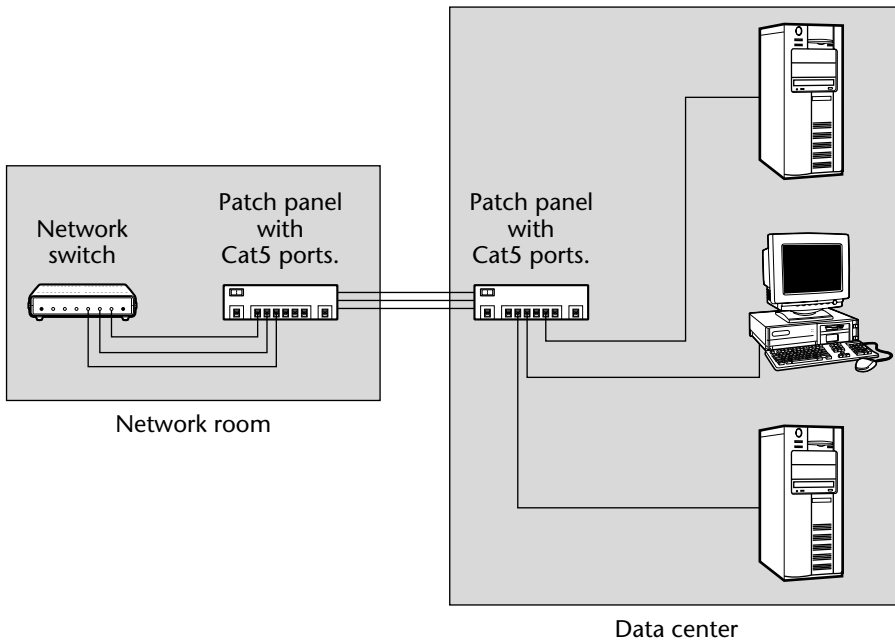 Network
switch
Patch panel
with
Cat5 ports.
Patch panel
with
Cat5 ports.
Network room
Data center